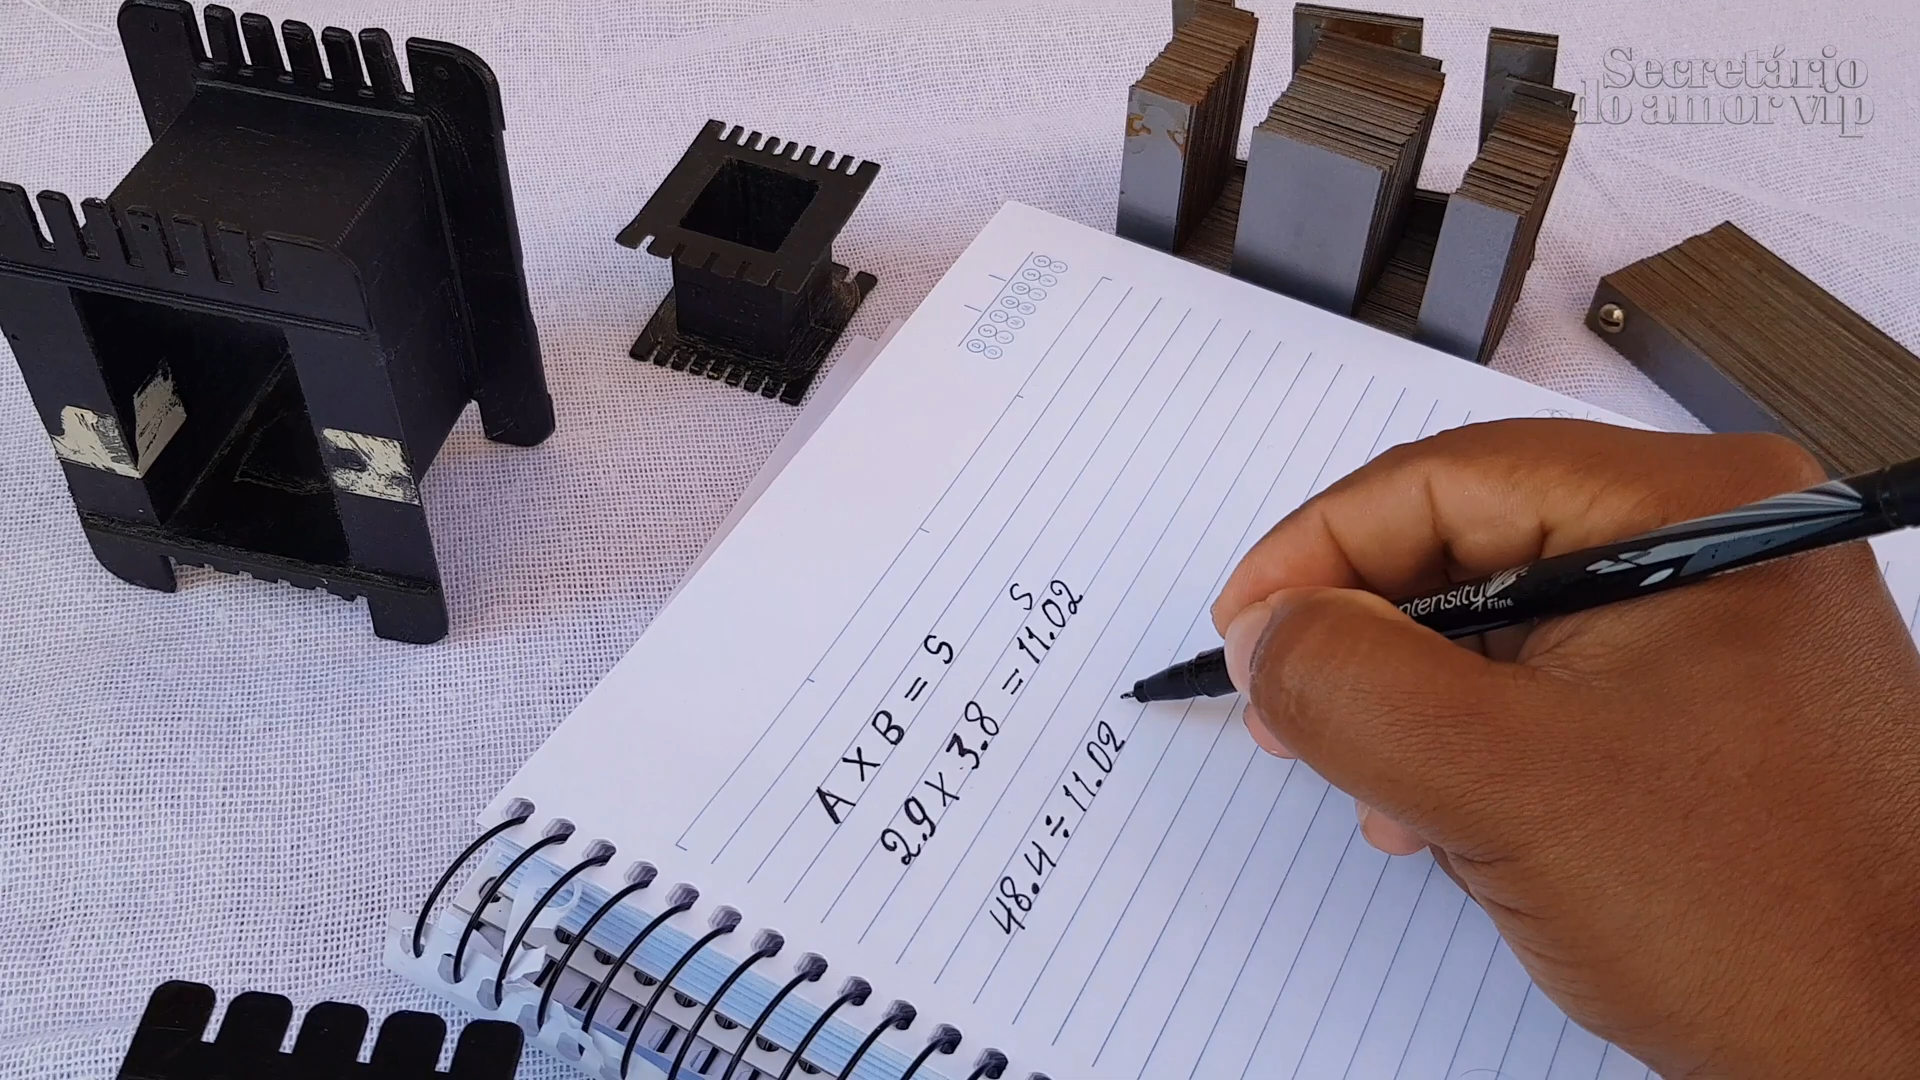 Secretário
do amor vip
A X B = S
S
2.9 X 3.8 = 11.02
48.4 ÷ 11.02
intensity
Fine